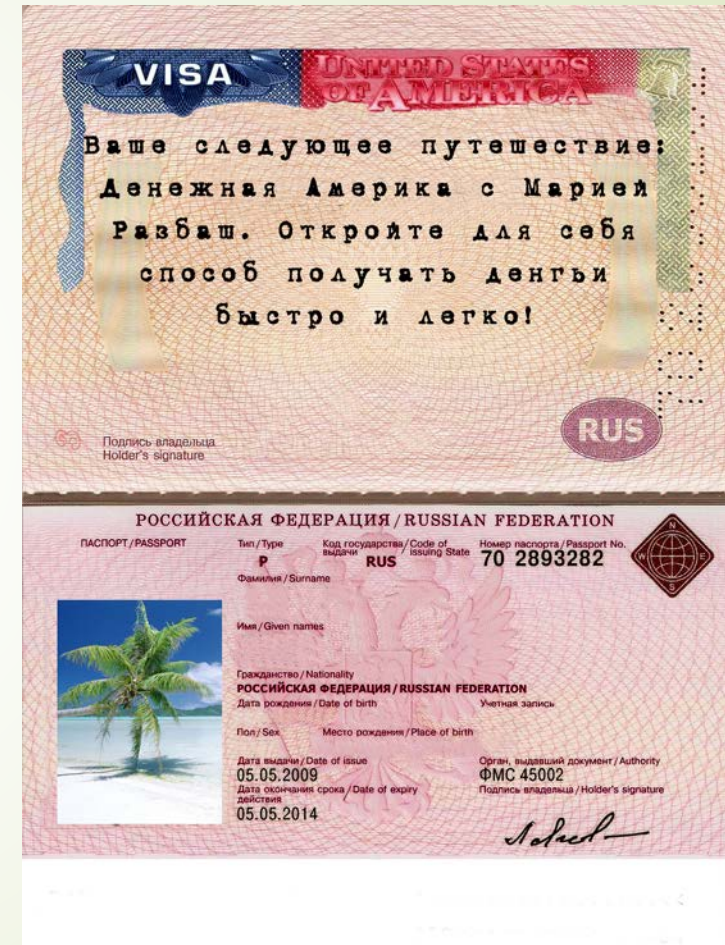 VISA
UNITED STATES
OF AMERICA
Ваше следующее путешествие:
Денежная Америка с Марией
Разбаш. Откройте для себя
способ получать денгьи
быстро и легко!
Подпись владельца
Holder's signature
RUS
РОССИЙСКАЯ ФЕДЕРАЦИЯ/RUSSIAN FEDERATION
ПАСПОРТ/PASSPORT
Тип/Type
Код государства/Code of
выдачи / issuing State
Номер паспорта/Passport No.
P
RUS
70 2893282
Фамилия/Surname
Имя/Given names
Гражданство/Nationality
РОССИЙСКАЯ ФЕДЕРАЦИЯ/RUSSIAN FEDERATION
Дата рождения/Date of birth
Учетная запись
Пол/Sex
Место рождения/Place of birth
Дата выдачи/Date of issue
Орган, выдавший документ/Authority
05.05.2009
ФМС 45002
Дата окончания срока/Date of expiry
действия
Подпись владельца/Holder's signature
05.05.2014
N
W
E
S